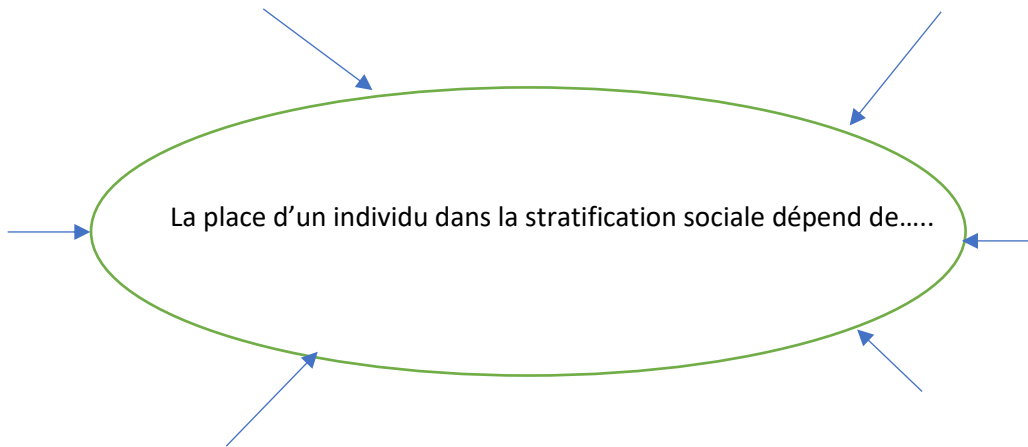 La place d’un individu dans la stratification sociale dépend de…..